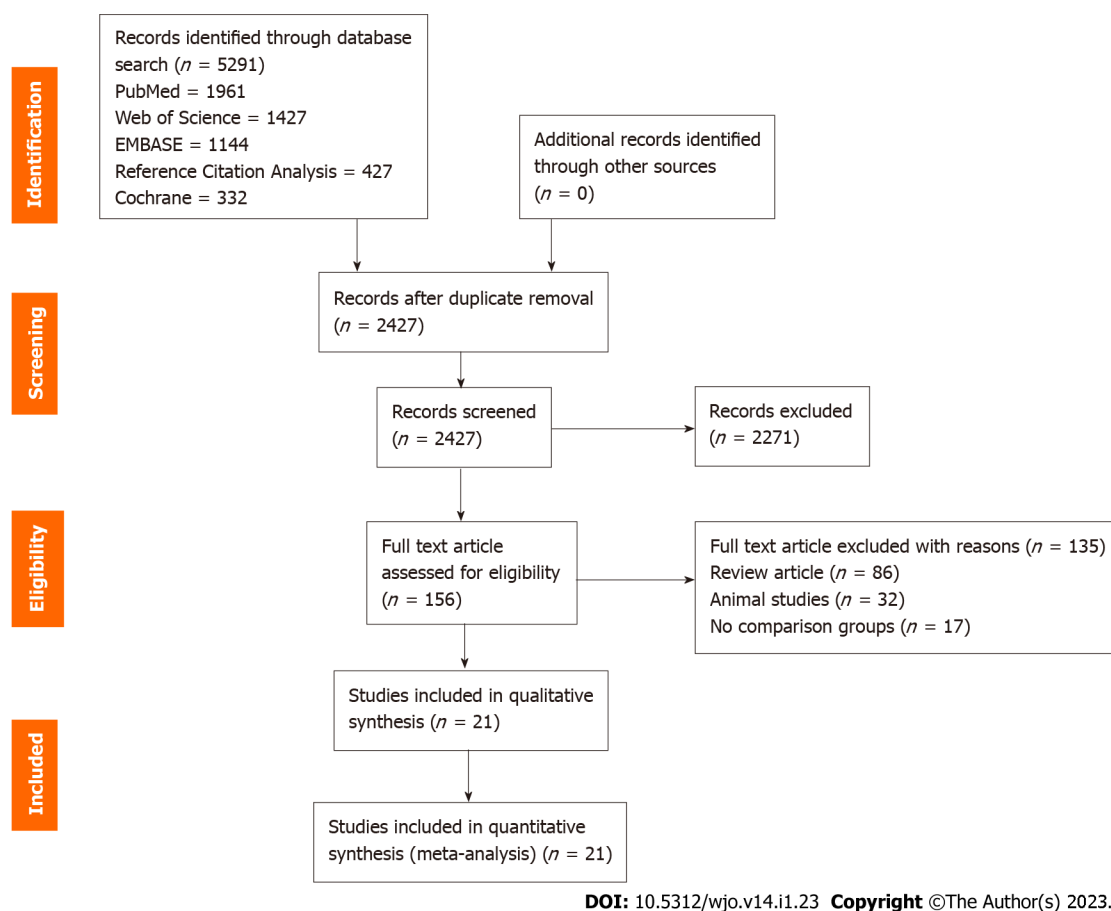 Identification
Records identified through database
search (n = 5291)
PubMed = 1961
Web of Science = 1427
EMBASE = 1144
Reference Citation Analysis = 427
Cochrane = 332
Additional records identified
through other sources
(n = 0)
Screening
Records after duplicate removal
(n = 2427)
Records screened
(n = 2427)
Records excluded
(n = 2271)
Eligibility
Full text article
assessed for eligibility
(n = 156)
Full text article excluded with reasons (n = 135)
Review article (n = 86)
Animal studies (n = 32)
No comparison groups (n = 17)
Included
Studies included in qualitative
synthesis (n = 21)
Studies included in quantitative
synthesis (meta-analysis) (n = 21)
DOI: 10.5312/wjo.v14.i1.23 Copyright ©The Author(s) 2023.